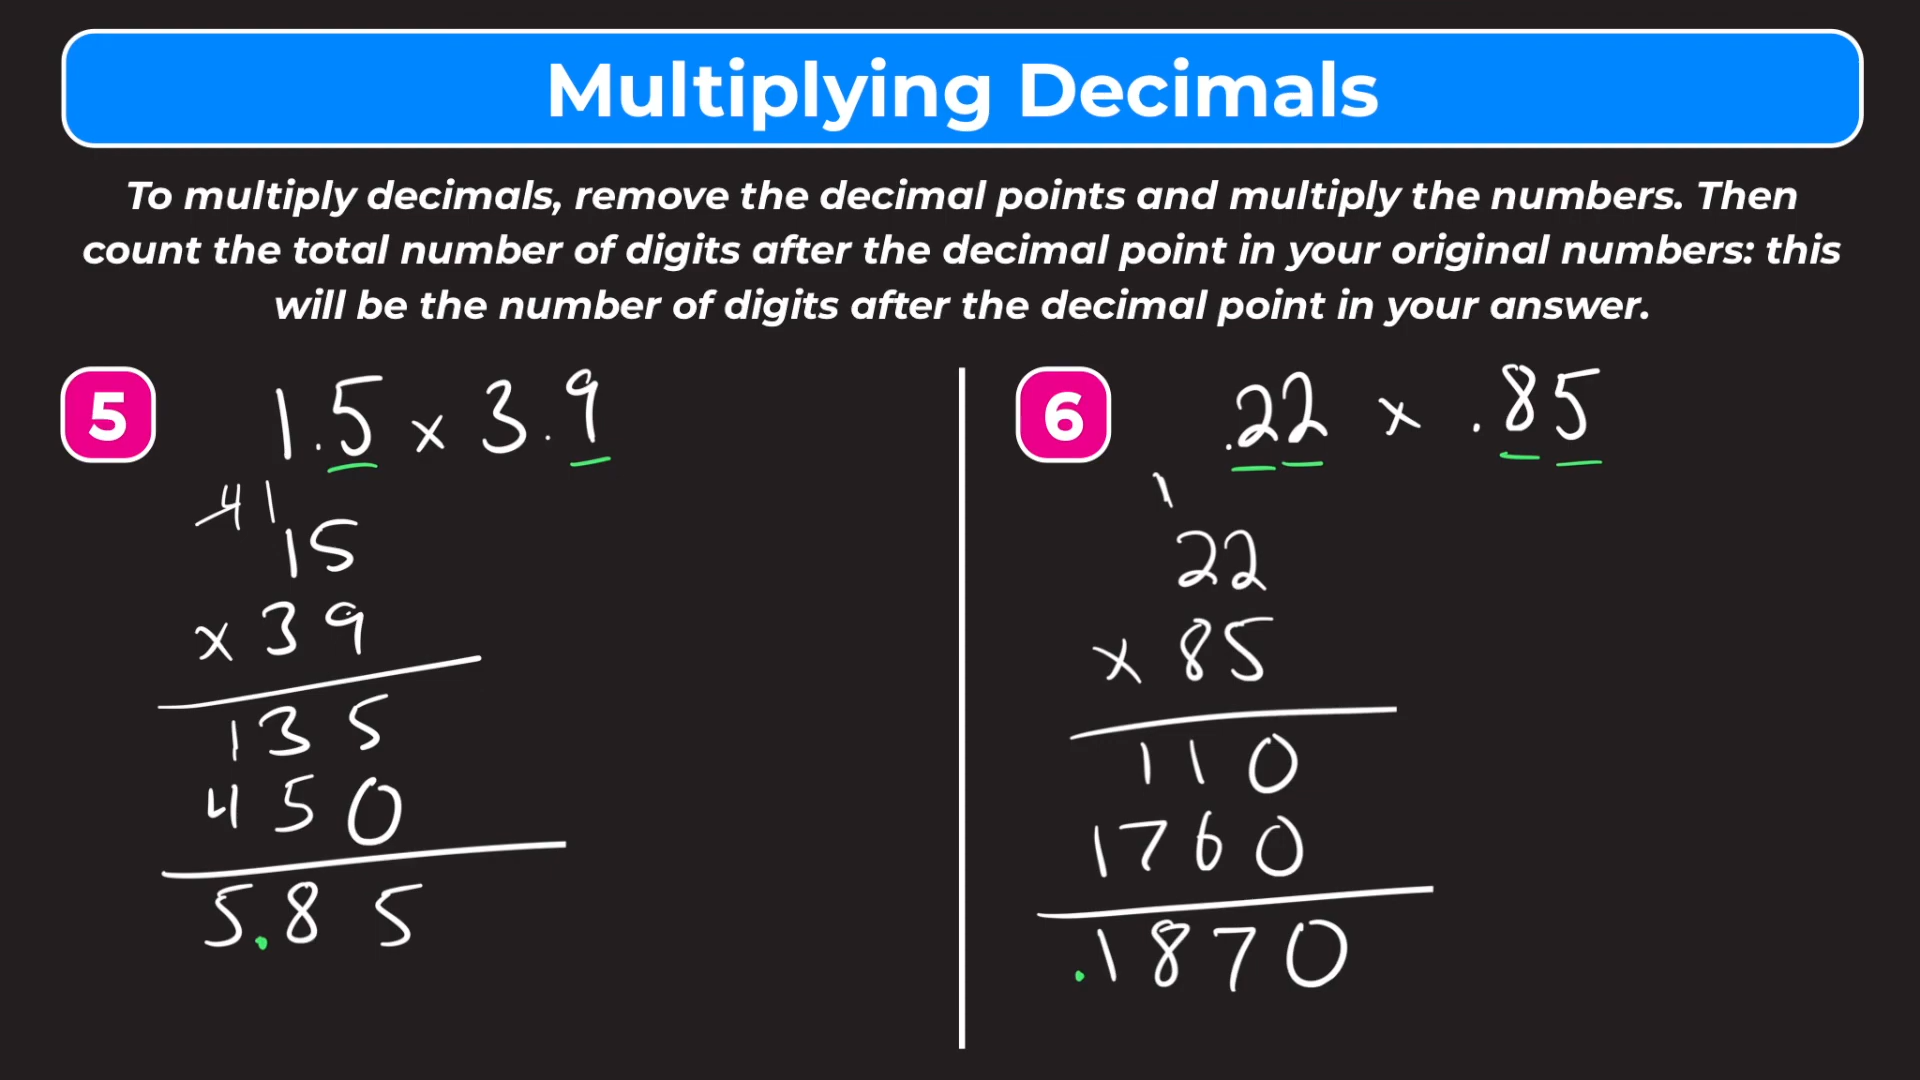 Multiplying Decimals
To multiply decimals, remove the decimal points and multiply the numbers. Then
count the total number of digits after the decimal point in your original numbers: this
will be the number of digits after the decimal point in your answer.
5
1.5 x 3.9
4 1
15
x 39
135
450
5.85
6
.22 x .85
1
22
x 85
110
1760
.1870